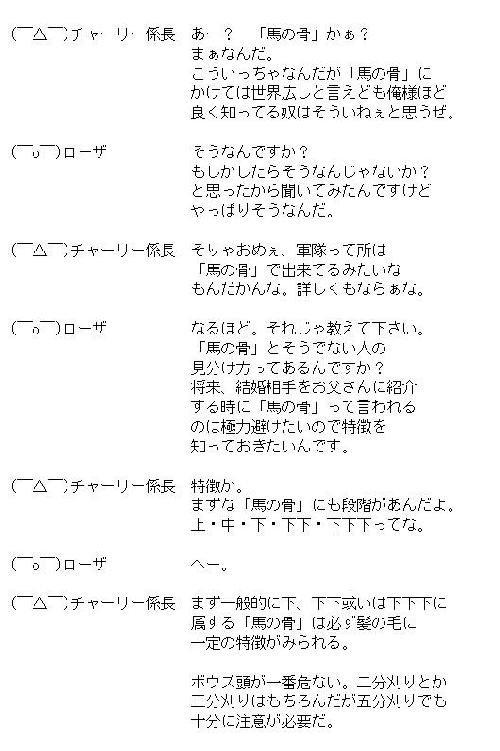 (￣△￣)チャーリー係長 あ・？　「馬の骨」かぁ？
まぁなんだ。
こういっちゃなんだが「馬の骨」に
かけては世界広しと言えども俺様ほど
良く知ってる奴はそういねぇと思うぜ。
(￣o￣)ローザ そうなんですか？
もしかしたらそうなんじゃないか？
と思ったから聞いてみたんですけど
やっぱりそうなんだ。
(￣△￣)チャーリー係長 そりゃおめぇ、軍隊って所は
「馬の骨」で出来てるみたいな
もんだかんな。詳しくもならぁな。
(￣o￣)ローザ なるほど。それじゃ教えて下さい。
「馬の骨」とそうでない人の
見分け方ってあるんですか？
将来、結婚相手をお父さんに紹介
する時に「馬の骨」って言われる
のは極力避けたいので特徴を
知っておきたいんです。
(￣△￣)チャーリー係長 特徴か。
まずな「馬の骨」にも段階があんだよ。
上・中・下・下下・下下下ってな。
(￣o￣)ローザ へー。
(￣△￣)チャーリー係長 まず一般的に下、下下或いは下下下に
属する「馬の骨」は必ず髪の毛に
一定の特徴がみられる。
ボウズ頭が一番危ない。二分刈りとか
三分刈りはもちろんだが五分刈りでも
十分に注意が必要だ。